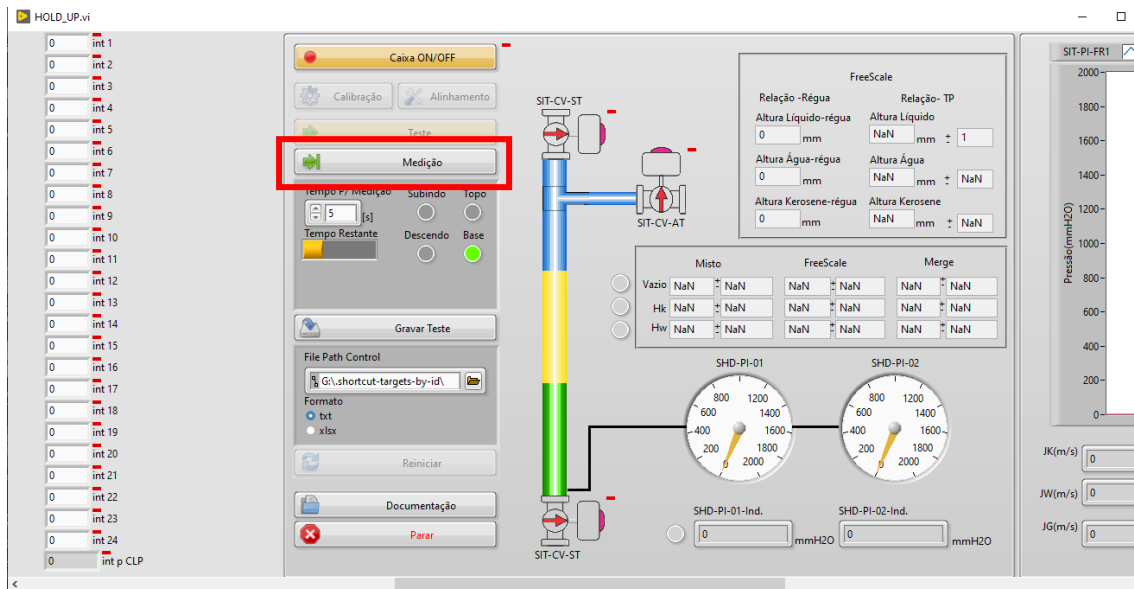 HOLD_UP.vi
0 int 1
0 int 2
0 int 3
0 int 4
0 int 5
0 int 6
0 int 7
0 int 8
0 int 9
0 int 10
0 int 11
0 int 12
0 int 13
0 int 14
0 int 15
0 int 16
0 int 17
0 int 18
0 int 19
0 int 20
0 int 21
0 int 22
0 int 23
0 int 24
0 int p CLP
Caixa ON/OFF
Calibração Alinhamento
Teste
Medição
Tempo P/ Medição Subindo Topo
5 [s]
Tempo Restante Descendo Base
Gravar Teste
File Path Control
G:\.shortcut-targets-by-id\
Formato
txt
xlsx
Reiniciar
Documentação
Parar
SIT-CV-ST
SIT-CV-AT
SIT-CV-ST
FreeScale
Relação -Régua Relação- TP
Altura Líquido-régua Altura Líquido
0 mm NaN mm ± 1
Altura Água-régua Altura Água
0 mm NaN mm ± NaN
Altura Kerosene-régua Altura Kerosene
0 mm NaN mm ± NaN
Misto FreeScale Merge
Vazio NaN ± NaN NaN ± NaN NaN ± NaN
Hk NaN ± NaN NaN ± NaN NaN ± NaN
Hw NaN ± NaN NaN ± NaN NaN ± NaN
SHD-PI-01 SHD-PI-02
800 1200 800 1200
600 1400 600 1400
400 1600 400 1600
200 1800 200 1800
0 2000 0 2000
SHD-PI-01-Ind. SHD-PI-02-Ind.
0 mmH2O 0 mmH2O
SIT-PI-FR1
Pressão(mmH2O)
2000
1800
1600
1400
1200
1000
800
600
400
200
0
JK(m/s) 0
JW(m/s) 0
JG(m/s) 0